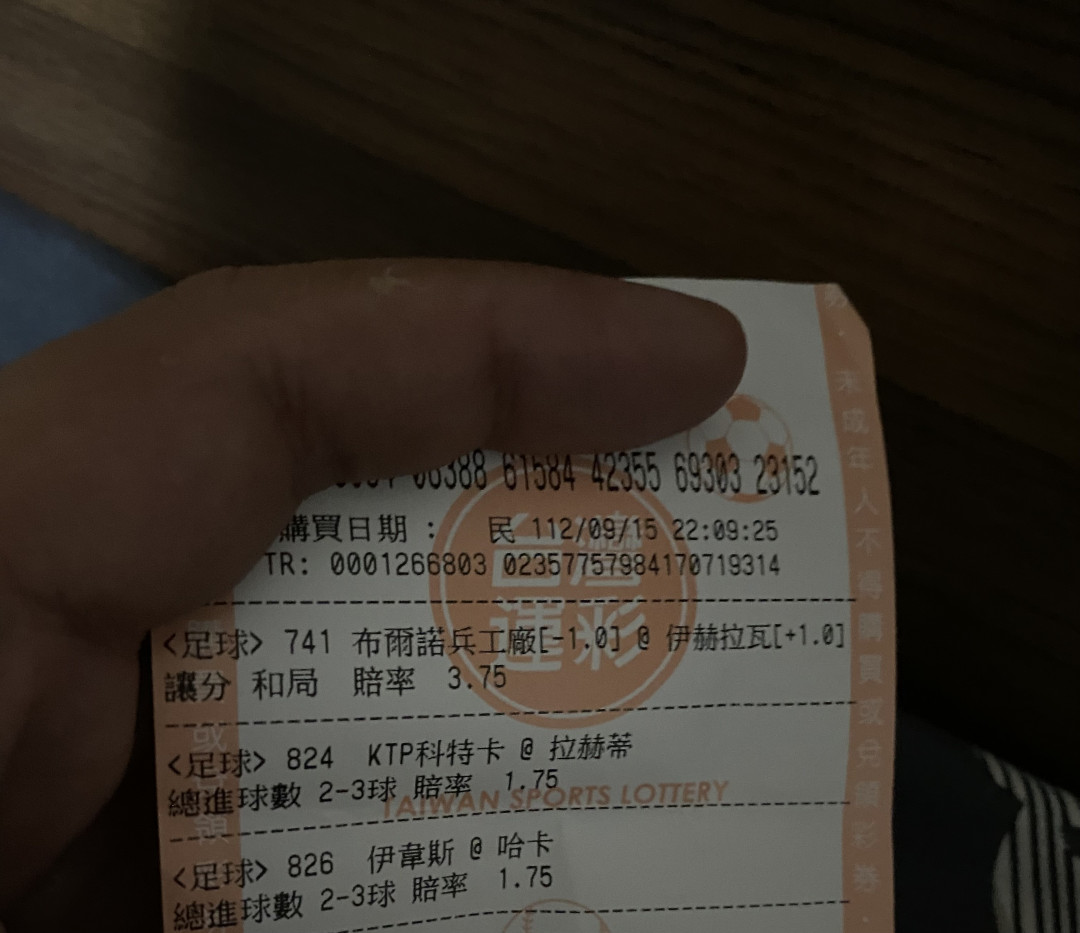 08388 61584 42355 69303 23152
購買日期 : 民 112/09/15 22:09:25
TR: 0001266803 02357757984170719314
台灣
運彩
<足球> 741 布爾諾兵工廠[-1.0] @ 伊赫拉瓦[+1.0]
讓分 和局 賠率 3.75
<足球> 824 KTP科特卡 @ 拉赫蒂
總進球數 2-3球 賠率 1.75
TAIWAN SPORTS LOTTERY
<足球> 826 伊韋斯 @ 哈卡
總進球數 2-3球 賠率 1.75
未成年人不得購買或兌領彩券